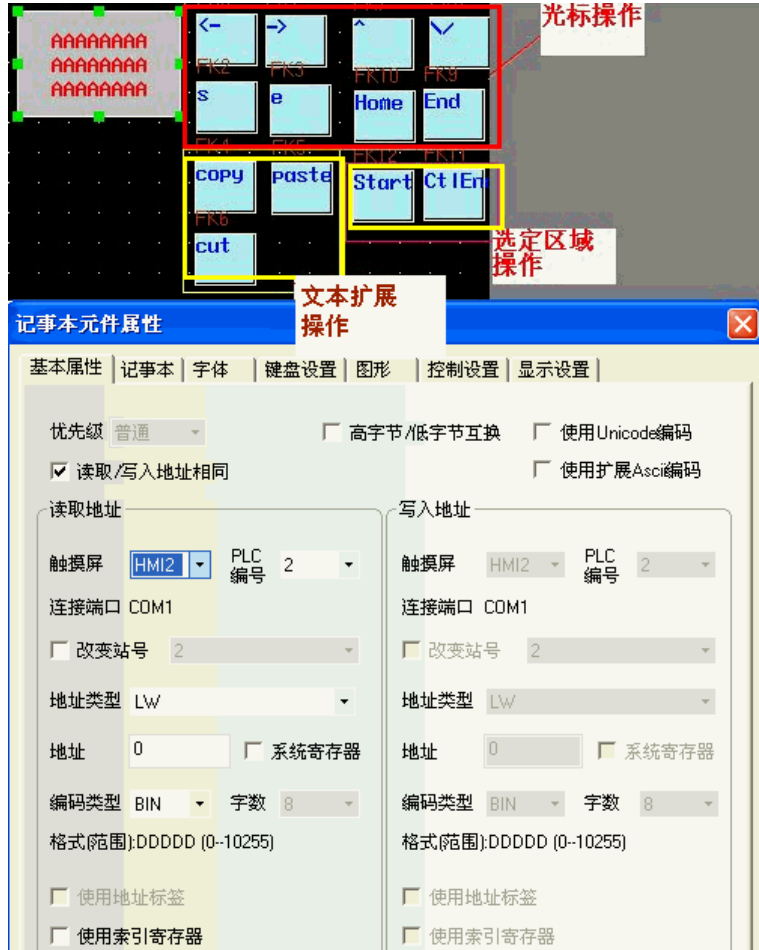 AAAAAAAA
AAAAAAAA
AAAAAAAA
<-
->
^
光标操作
FK2
FK3
FK10
FK9
s
e
Home
End
FK4
FK5
FK12
FK11
copy
paste
Start
CtlEn
FK6
cut
选定区域
操作
文本扩展
操作
记事本元件属性
基本属性 记事本 字体 键盘设置 图形 控制设置 显示设置
优先级 普通 高字节/低字节互换 使用Unicode编码
读取/写入地址相同 使用扩展Ascii编码
读取地址 写入地址
触摸屏 HMI2 PLC编号 2 触摸屏 HMI2 PLC编号 2
连接端口 COM1 连接端口 COM1
改变站号 2 改变站号 2
地址类型 LW 地址类型 LW
地址 0 系统寄存器 地址 0 系统寄存器
编码类型 BIN 字数 8 编码类型 BIN 字数 8
格式(范围):DDDDD (0--10255) 格式(范围):DDDDD (0--10255)
使用地址标签 使用地址标签
使用索引寄存器 使用索引寄存器